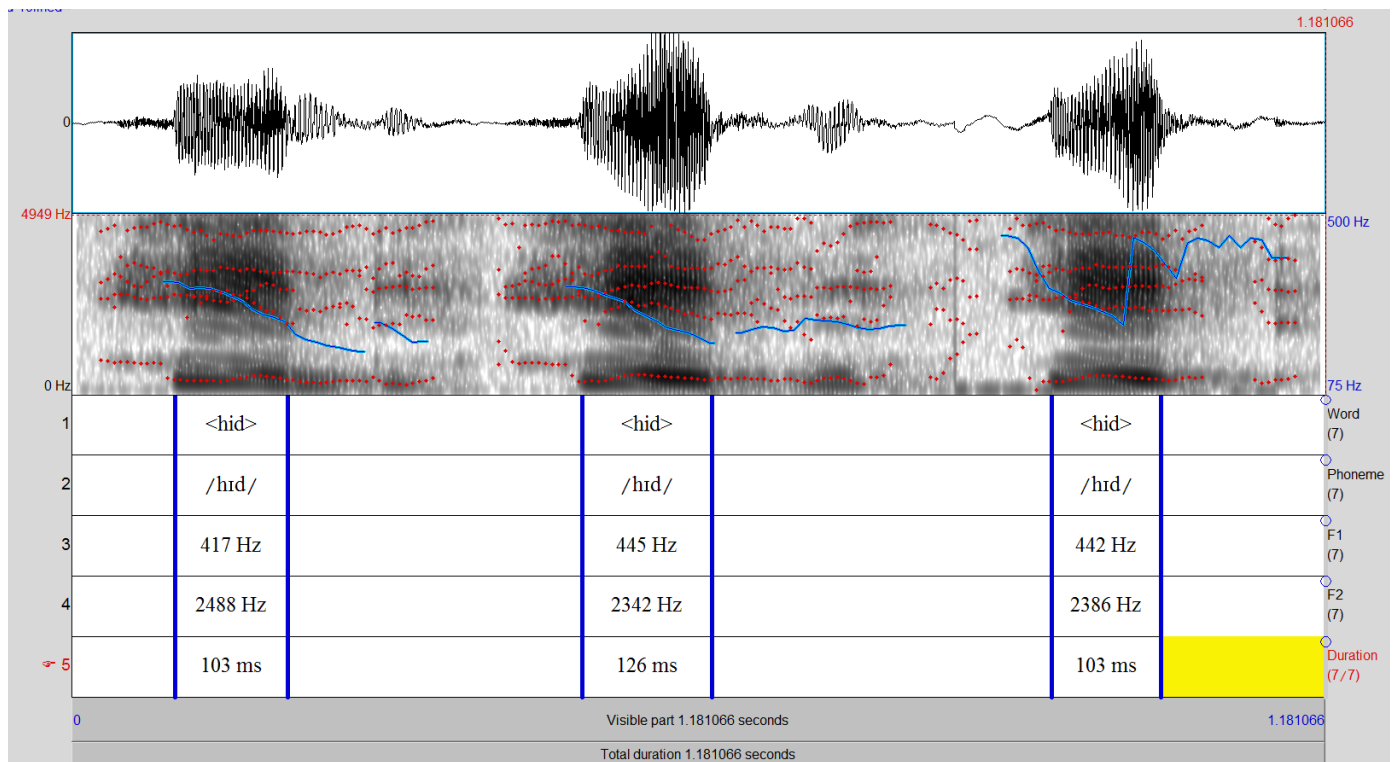 1.181066
0
4949 Hz
500 Hz
0 Hz
75 Hz
1 <hid> <hid> <hid> Word (7)
2 /hɪd/ /hɪd/ /hɪd/ Phoneme (7)
3 417 Hz 445 Hz 442 Hz F1 (7)
4 2488 Hz 2342 Hz 2386 Hz F2 (7)
☞ 5 103 ms 126 ms 103 ms Duration (7/7)
0 Visible part 1.181066 seconds 1.181066
Total duration 1.181066 seconds